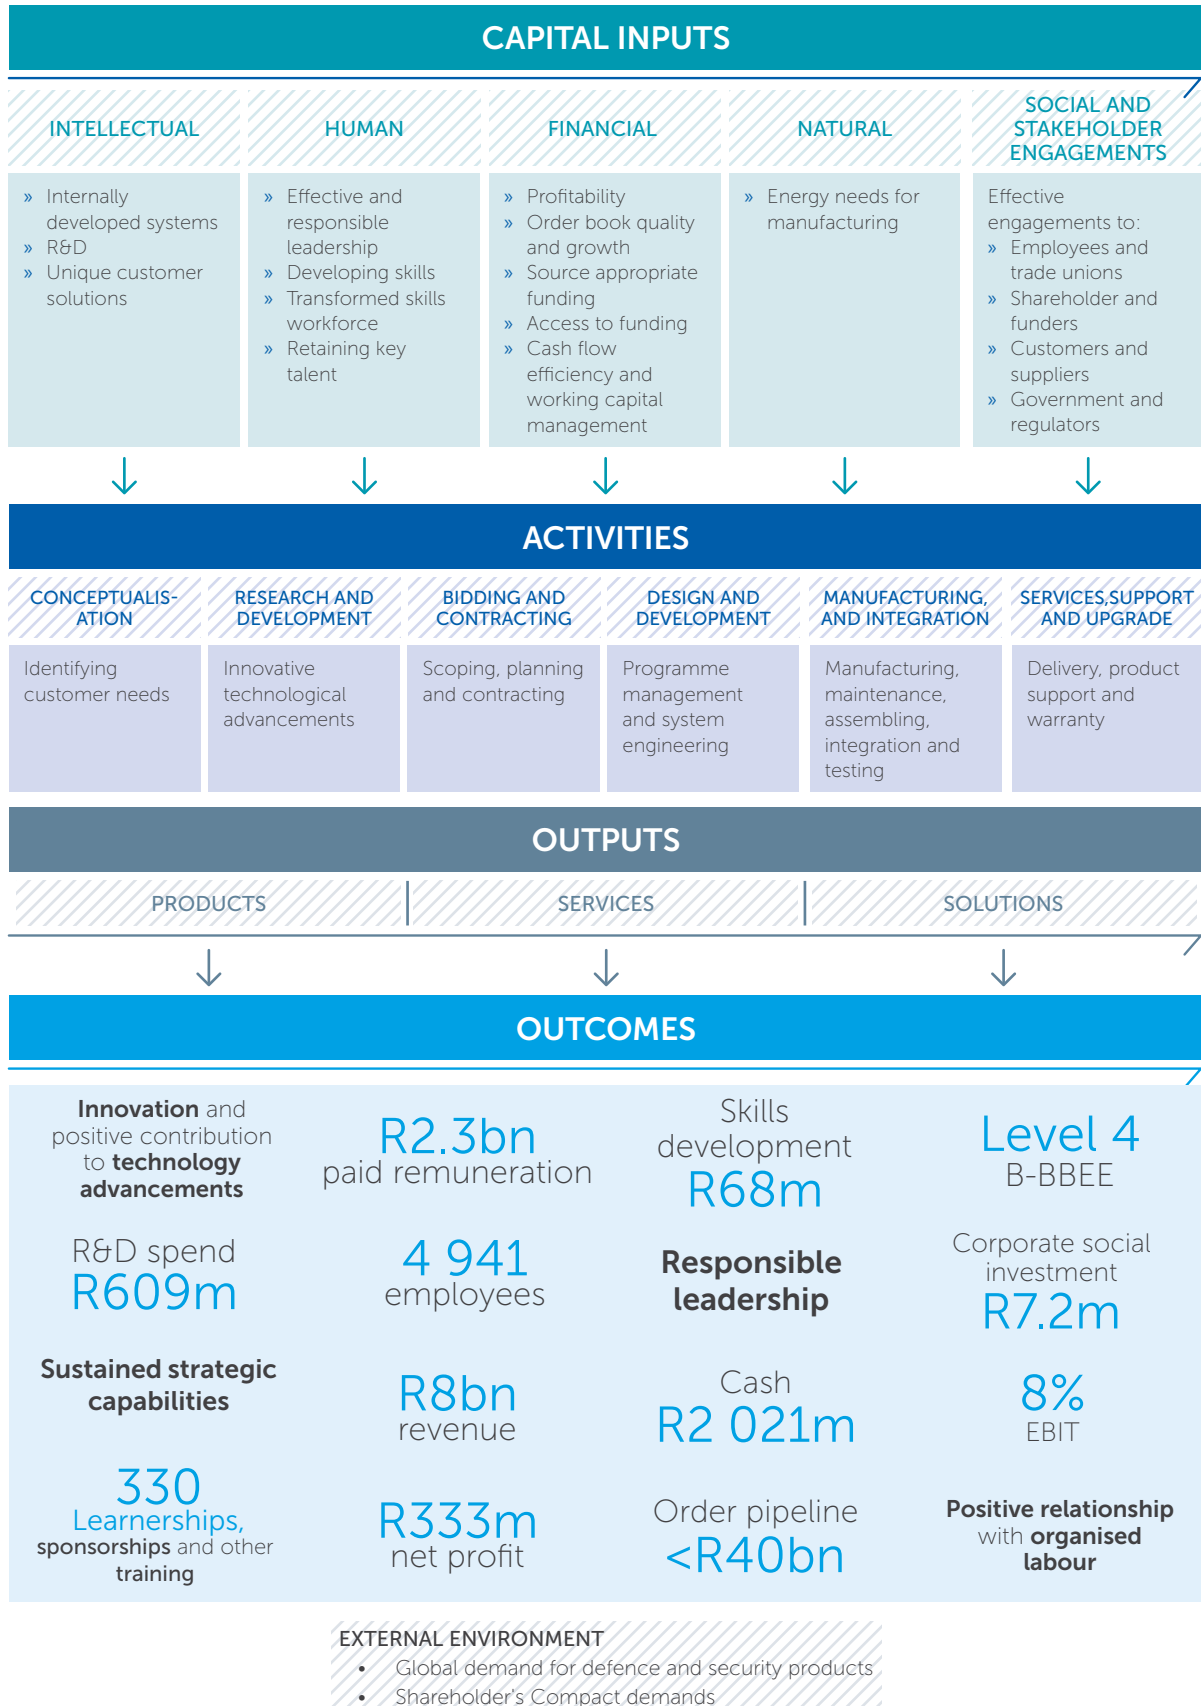 CAPITAL INPUTS
INTELLECTUAL
» Internally
developed systems
» R&D
» Unique customer
solutions
HUMAN
» Effective and
responsible
leadership
» Developing skills
» Transformed skills
workforce
» Retaining key
talent
FINANCIAL
» Profitability
» Order book quality
and growth
» Source appropriate
funding
» Access to funding
» Cash flow
efficiency and
working capital
management
NATURAL
» Energy needs for
manufacturing
SOCIAL AND
STAKEHOLDER
ENGAGEMENTS
Effective
engagements to:
» Employees and
trade unions
» Shareholder and
funders
» Customers and
suppliers
» Government and
regulators
ACTIVITIES
CONCEPTUALIS-
ATION
Identifying
customer needs
RESEARCH AND
DEVELOPMENT
Innovative
technological
advancements
BIDDING AND
CONTRACTING
Scoping, planning
and contracting
DESIGN AND
DEVELOPMENT
Programme
management
and system
engineering
MANUFACTURING,
AND INTEGRATION
Manufacturing,
maintenance,
assembling,
integration and
testing
SERVICES,SUPPORT
AND UPGRADE
Delivery, product
support and
warranty
OUTPUTS
PRODUCTS
SERVICES
SOLUTIONS
OUTCOMES
Innovation and
positive contribution
to technology
advancements
R2.3bn
paid remuneration
Skills
development
R68m
Level 4
B-BBEE
R&D spend
R609m
4 941
employees
Responsible
leadership
Corporate social
investment
R7.2m
Sustained strategic
capabilities
R8bn
revenue
Cash
R2 021m
8%
EBIT
330
Learnerships,
sponsorships and other
training
R333m
net profit
Order pipeline
<R40bn
Positive relationship
with organised
labour
EXTERNAL ENVIRONMENT
• Global demand for defence and security products
• Shareholder's Compact demands